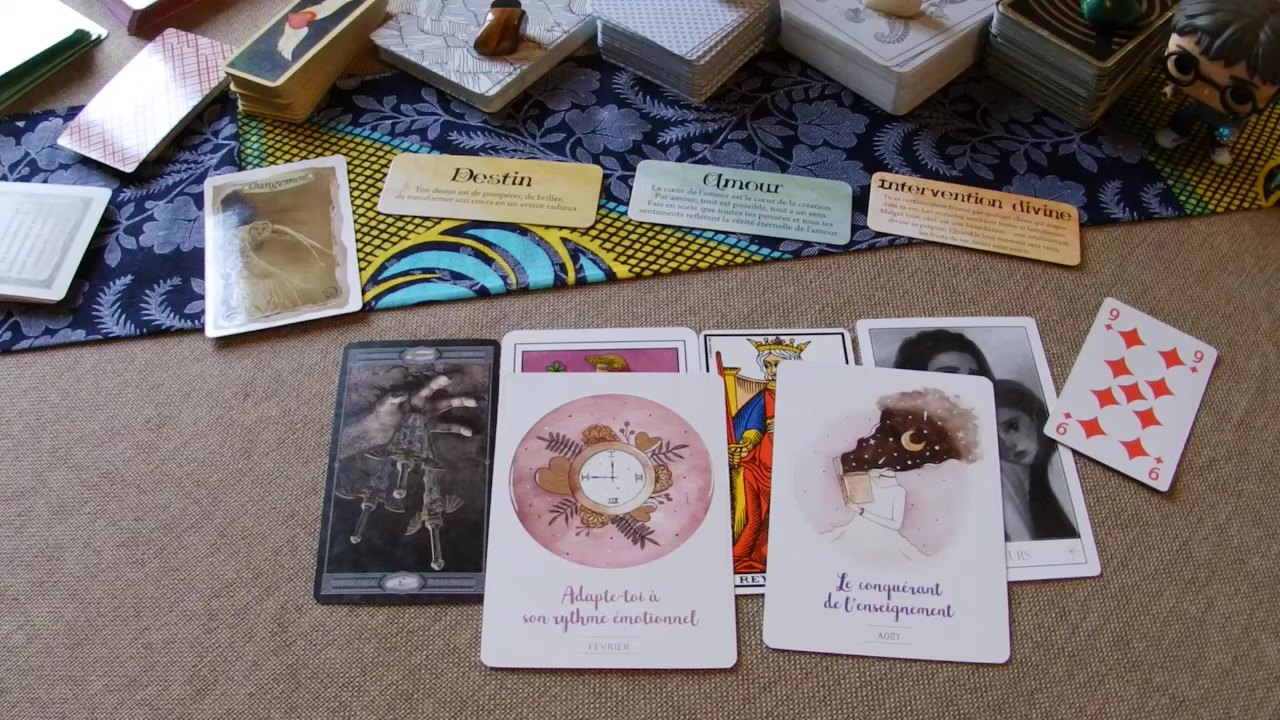 Changement
Destin
Ton destin est de prospérer, de briller,
de transformer son cours en un avenir radieux
Amour
Le cœur de l'amour est le cœur de la création.
Par amour, tout est possible, tout a un sens.
Fais en sorte que toutes tes pensées et tous tes
sentiments reflètent la vérité éternelle de l'amour.
Intervention divine
9
6
6
9
REY
URS
Adapte-toi à
son rythme émotionnel
FÉVRIER
Le conquérant
de l'enseignement
AOÛT